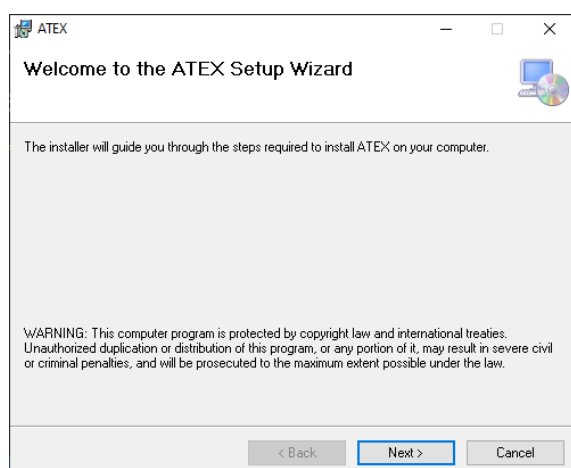 ATEX
Welcome to the ATEX Setup Wizard
The installer will guide you through the steps required to install ATEX on your computer.
WARNING: This computer program is protected by copyright law and international treaties.
Unauthorized duplication or distribution of this program, or any portion of it, may result in severe civil
or criminal penalties, and will be prosecuted to the maximum extent possible under the law.
< Back
Next >
Cancel